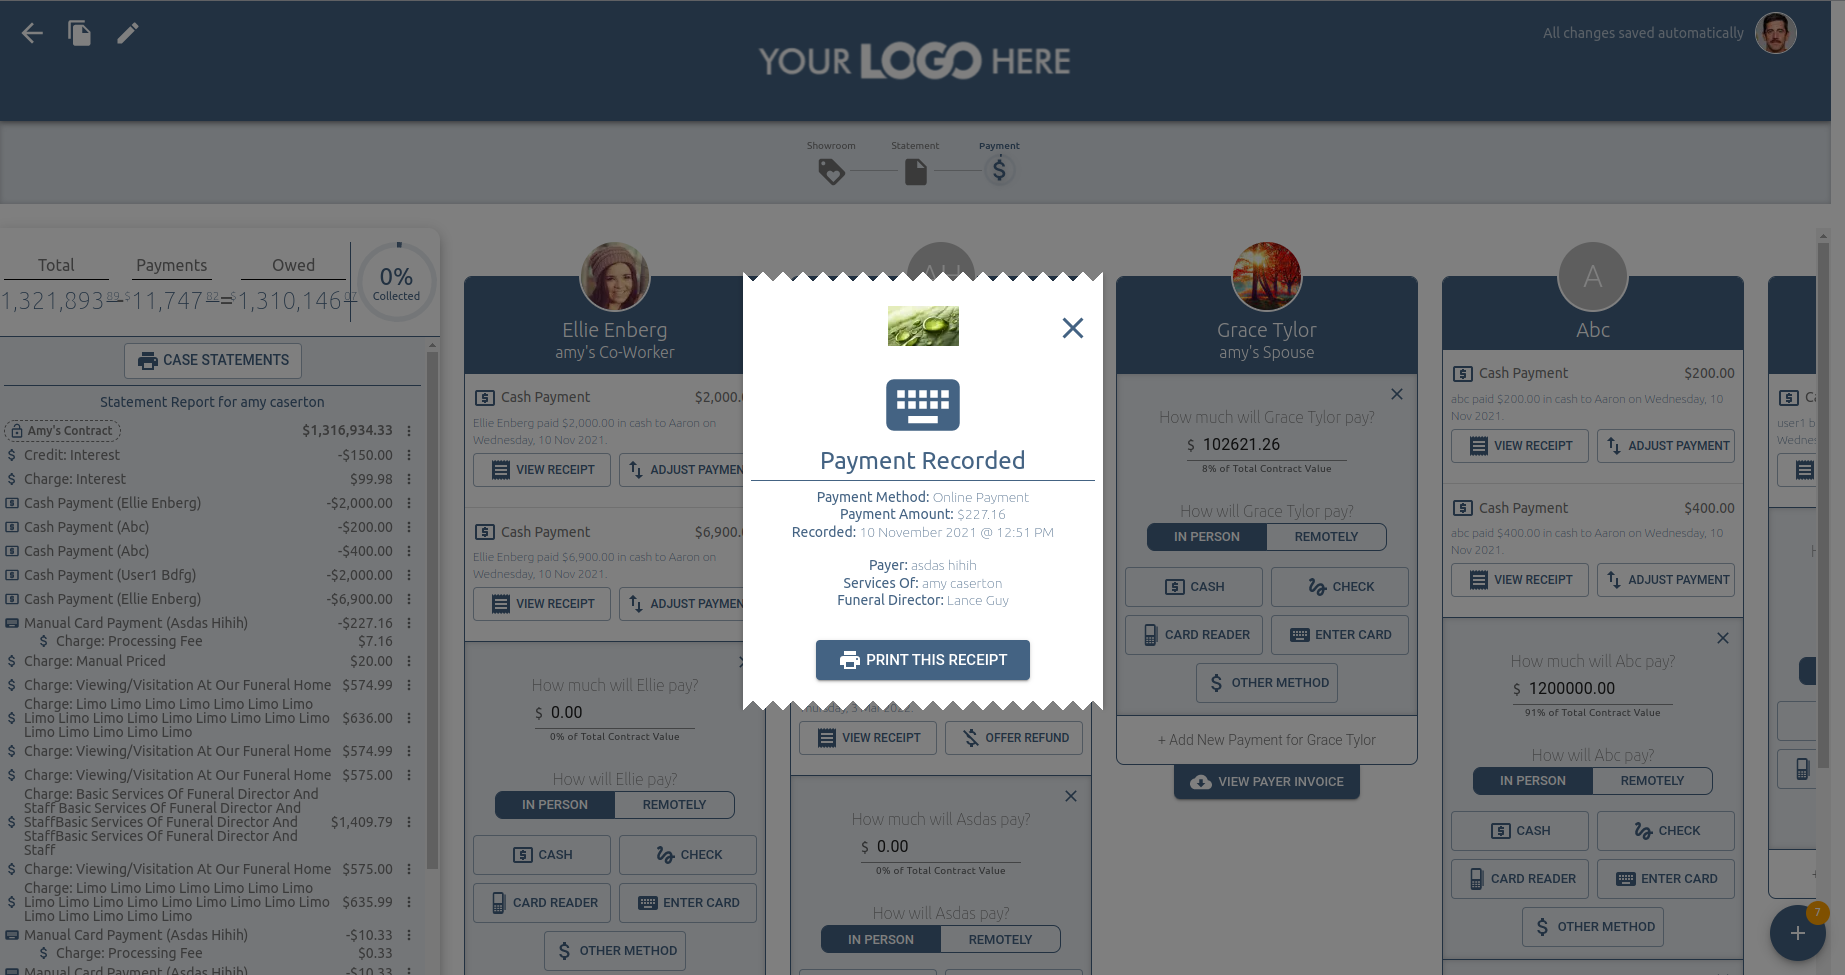 All changes saved automatically
YOUR LOGO HERE
Showroom
Statement
Payment
Total
Payments
Owed
0%
Collected
1,321,893 89 - $ 11,747 82 = $ 1,310,146 07
CASE STATEMENTS
Statement Report for amy caserton
Amy's Contract $1,316,934.33
Credit: Interest -$150.00
Charge: Interest $99.98
Cash Payment (Ellie Enberg) -$2,000.00
Cash Payment (Abc) -$200.00
Cash Payment (Abc) -$400.00
Cash Payment (User1 Bdfg) -$2,000.00
Cash Payment (Ellie Enberg) -$6,900.00
Manual Card Payment (Asdas Hihih) -$227.16
Charge: Processing Fee $7.16
Charge: Manual Priced $20.00
Charge: Viewing/Visitation At Our Funeral Home $574.99
Charge: Limo Limo Limo Limo Limo Limo Limo
Limo Limo Limo Limo Limo Limo Limo Limo Limo $636.00
Limo Limo Limo Limo Limo
Charge: Viewing/Visitation At Our Funeral Home $574.99
Charge: Viewing/Visitation At Our Funeral Home $575.00
Charge: Basic Services Of Funeral Director And
Staff Basic Services Of Funeral Director And
StaffBasic Services Of Funeral Director And $1,409.79
StaffBasic Services Of Funeral Director And
Staff
Charge: Viewing/Visitation At Our Funeral Home $575.00
Charge: Limo Limo Limo Limo Limo Limo Limo
Limo Limo Limo Limo Limo Limo Limo Limo Limo $635.99
Limo Limo Limo Limo Limo
Manual Card Payment (Asdas Hihih) -$10.33
Charge: Processing Fee $0.33
Manual Card Payment (Asdas Hihih) -$10.33
Ellie Enberg
amy's Co-Worker
Cash Payment $2,000.
Ellie Enberg paid $2,000.00 in cash to Aaron on
Wednesday, 10 Nov 2021.
VIEW RECEIPT
ADJUST PAYMEN
Cash Payment $6,900.
Ellie Enberg paid $6,900.00 in cash to Aaron on
Wednesday, 10 Nov 2021.
VIEW RECEIPT
ADJUST PAYMEN
How much will Ellie pay?
$ 0.00
0% of Total Contract Value
How will Ellie pay?
IN PERSON
REMOTELY
CASH
CHECK
CARD READER
ENTER CARD
OTHER METHOD
AH
Payment Recorded
Payment Method: Online Payment
Payment Amount: $227.16
Recorded: 10 November 2021 @ 12:51 PM
Payer: asdas hihih
Services Of: amy caserton
Funeral Director: Lance Guy
PRINT THIS RECEIPT
VIEW RECEIPT
OFFER REFUND
How much will Asdas pay?
$ 0.00
0% of Total Contract Value
How will Asdas pay?
IN PERSON
REMOTELY
Grace Tylor
amy's Spouse
How much will Grace Tylor pay?
$ 102621.26
8% of Total Contract Value
How will Grace Tylor pay?
IN PERSON
REMOTELY
CASH
CHECK
CARD READER
ENTER CARD
OTHER METHOD
+ Add New Payment for Grace Tylor
VIEW PAYER INVOICE
A
Abc
Cash Payment $200.00
abc paid $200.00 in cash to Aaron on Wednesday, 10
Nov 2021.
VIEW RECEIPT
ADJUST PAYMENT
Cash Payment $400.00
abc paid $400.00 in cash to Aaron on Wednesday, 10
Nov 2021.
VIEW RECEIPT
ADJUST PAYMENT
How much will Abc pay?
$ 1200000.00
91% of Total Contract Value
How will Abc pay?
IN PERSON
REMOTELY
CASH
CHECK
CARD READER
ENTER CARD
OTHER METHOD
user1 b
Wednes
7